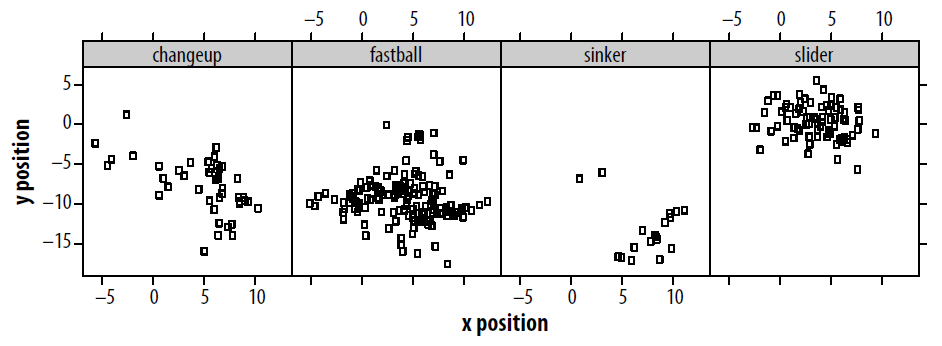 −5 0 5 10 −5 0 5 10
changeup fastball sinker slider
5
0
−5
−10
−15
y position
−5 0 5 10 −5 0 5 10
x position